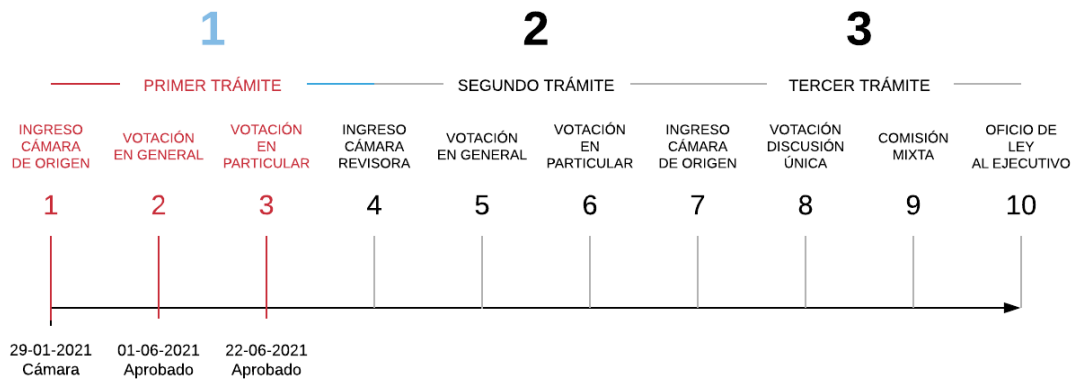 1
2
3
PRIMER TRÁMITE
SEGUNDO TRÁMITE
TERCER TRÁMITE
INGRESO
CÁMARA
DE ORIGEN
VOTACIÓN
EN GENERAL
VOTACIÓN
EN
PARTICULAR
INGRESO
CÁMARA
REVISORA
VOTACIÓN
EN GENERAL
VOTACIÓN
EN
PARTICULAR
INGRESO
CÁMARA
DE ORIGEN
VOTACIÓN
DISCUSIÓN
ÚNICA
COMISIÓN
MIXTA
OFICIO DE
LEY
AL EJECUTIVO
1
2
3
4
5
6
7
8
9
10
29-01-2021
Cámara
01-06-2021
Aprobado
22-06-2021
Aprobado